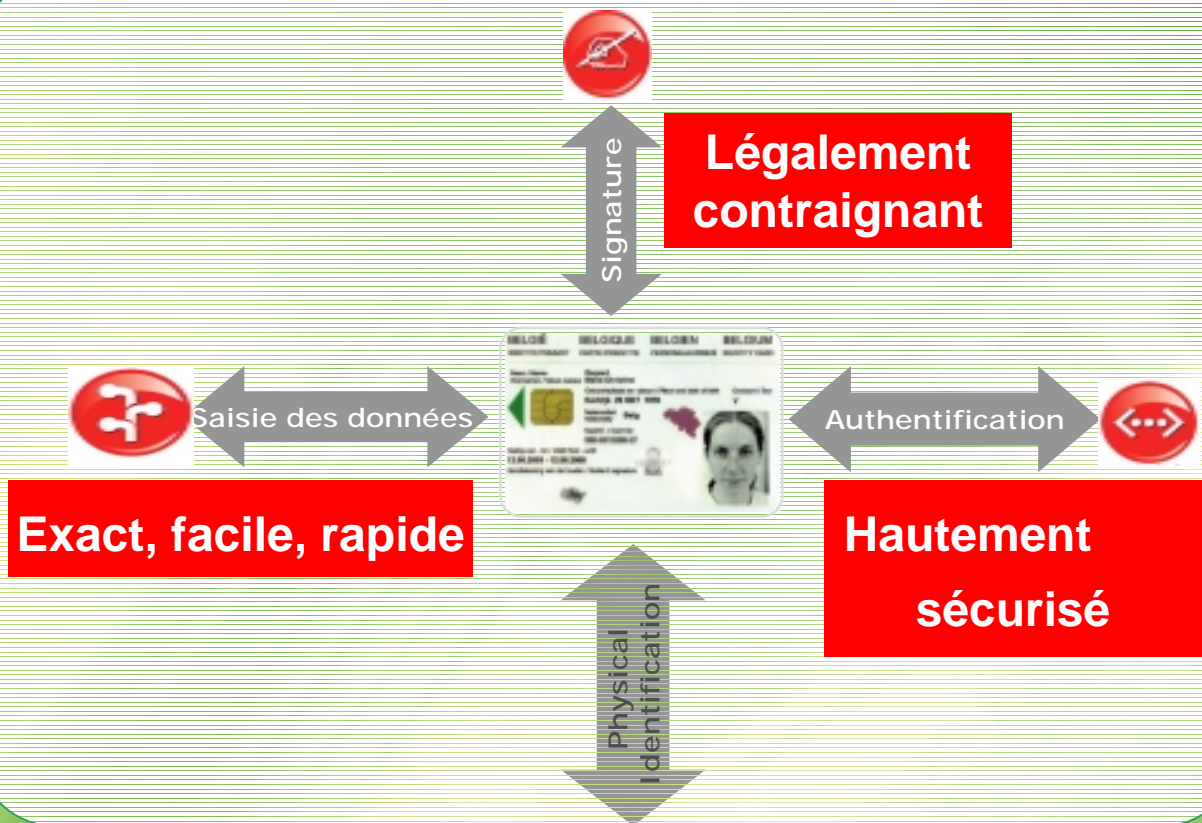 Signature
Légalement
contraignant
BELGIË BELGIQUE BELGIEN BELGIUM
Saisie des données
Authentification
Exact, facile, rapide
Hautement
sécurisé
Physical
Identification